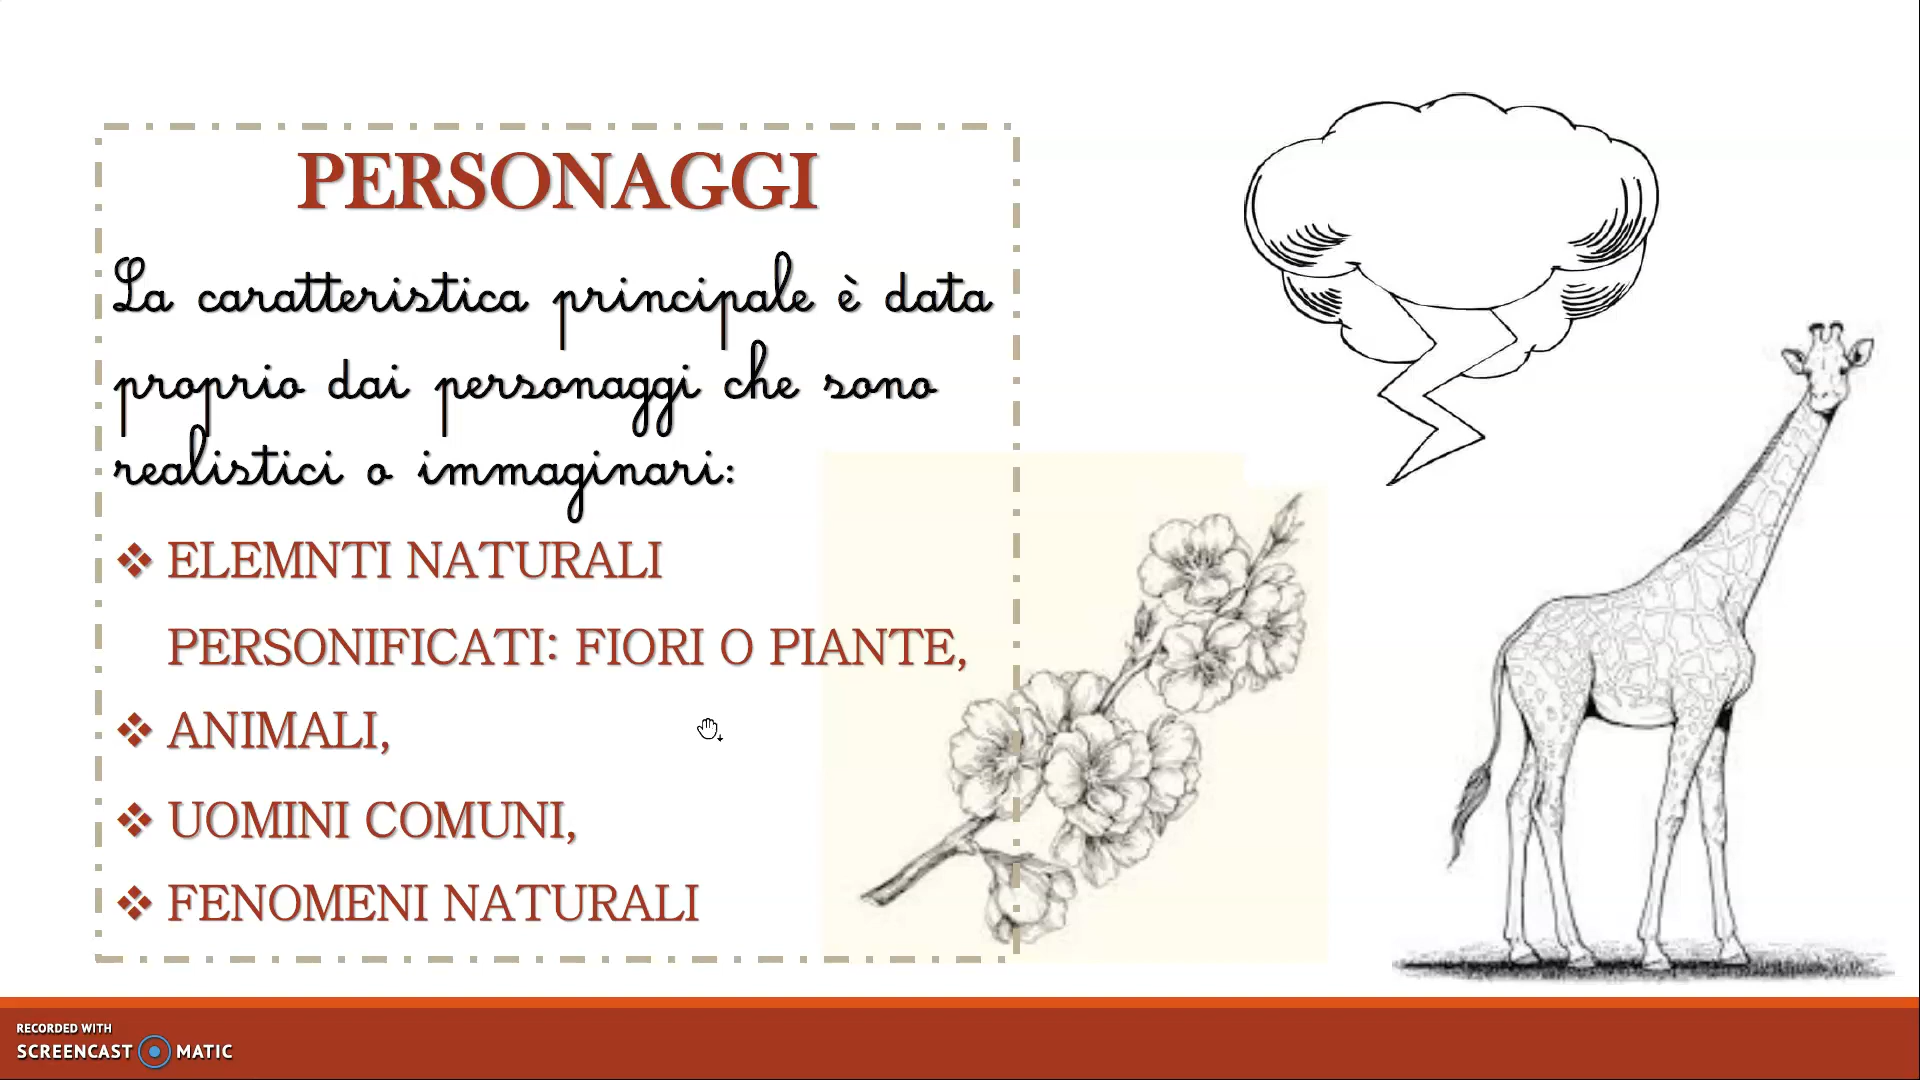 PERSONAGGI
La caratteristica principale è data
proprio dai personaggi che sono
realistici o immaginari:
❖ ELEMNTI NATURALI
PERSONIFICATI: FIORI O PIANTE,
❖ ANIMALI,
❖ UOMINI COMUNI,
❖ FENOMENI NATURALI
RECORDED WITH
SCREENCAST MATIC